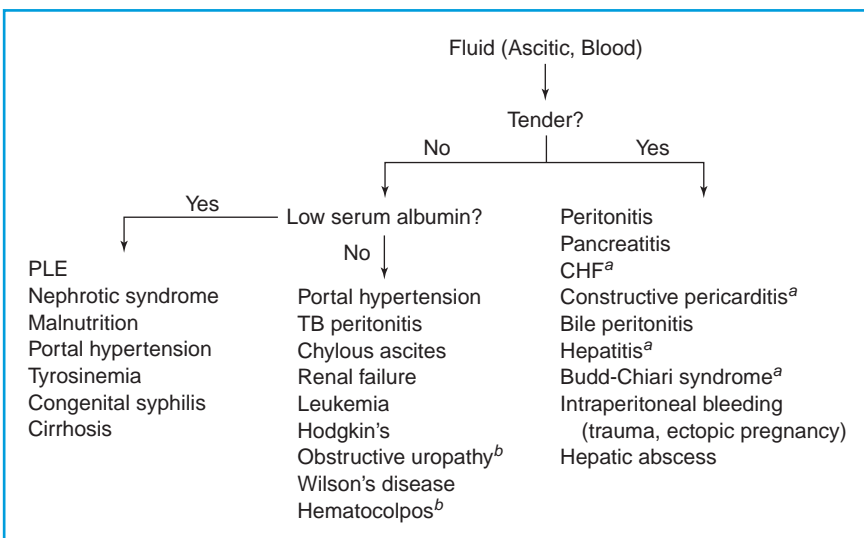 Fluid (Ascitic, Blood)
Tender?
No
Yes
Yes
Low serum albumin?
No
PLE
Nephrotic syndrome
Malnutrition
Portal hypertension
Tyrosinemia
Congenital syphilis
Cirrhosis
Portal hypertension
TB peritonitis
Chylous ascites
Renal failure
Leukemia
Hodgkin's
Obstructive uropathyᵇ
Wilson's disease
Hematocolposᵇ
Peritonitis
Pancreatitis
CHFᵃ
Constructive pericarditisᵃ
Bile peritonitis
Hepatitisᵃ
Budd-Chiari syndromeᵃ
Intraperitoneal bleeding
(trauma, ectopic pregnancy)
Hepatic abscess